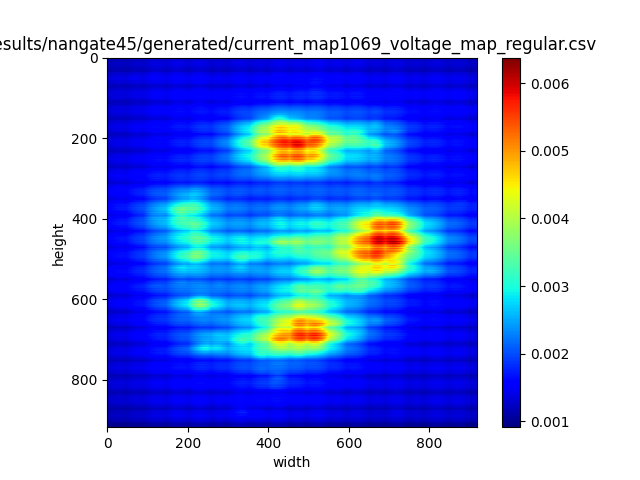 esults/nangate45/generated/current_map1069_voltage_map_regular.csv
0
200
400
600
800
height
0 200 400 600 800
width
0.006
0.005
0.004
0.003
0.002
0.001